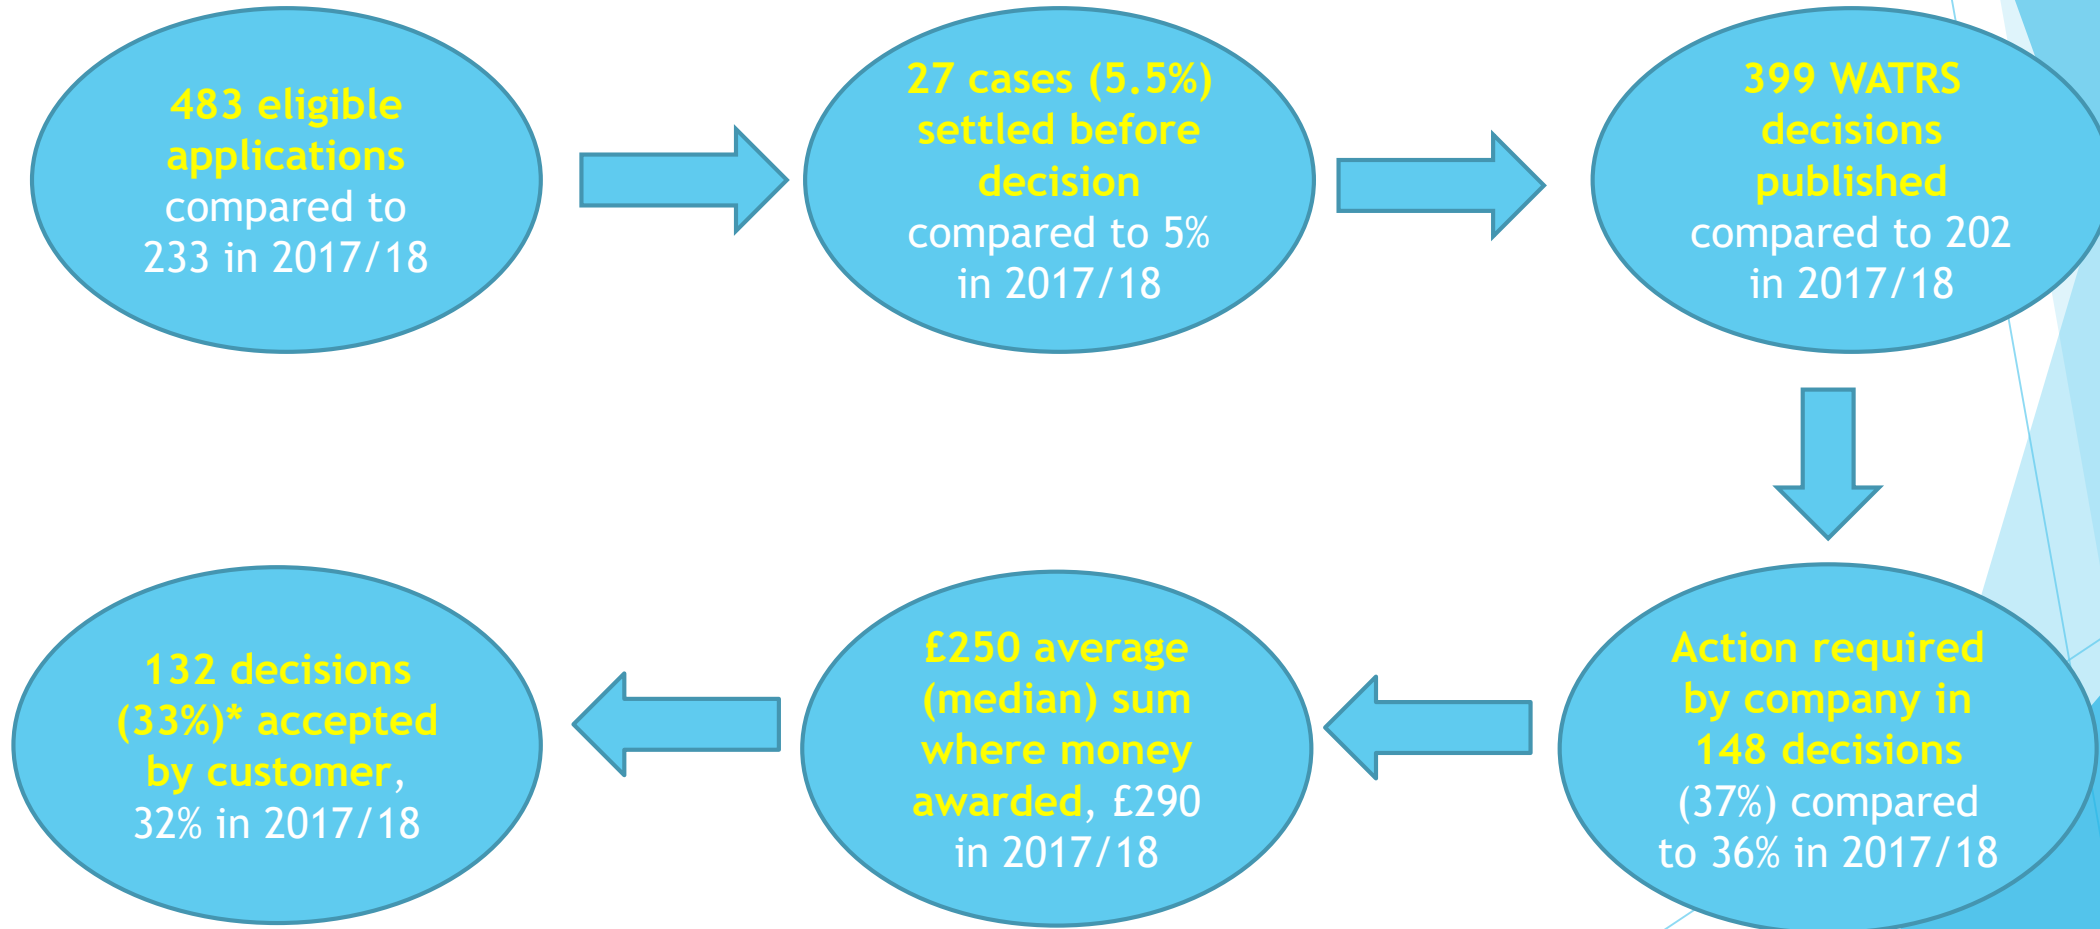 483 eligible
applications
compared to
233 in 2017/18
27 cases (5.5%)
settled before
decision
compared to 5%
in 2017/18
399 WATRS
decisions
published
compared to 202
in 2017/18
Action required
by company in
148 decisions
(37%) compared
to 36% in 2017/18
£250 average
(median) sum
where money
awarded, £290
in 2017/18
132 decisions
(33%)* accepted
by customer,
32% in 2017/18